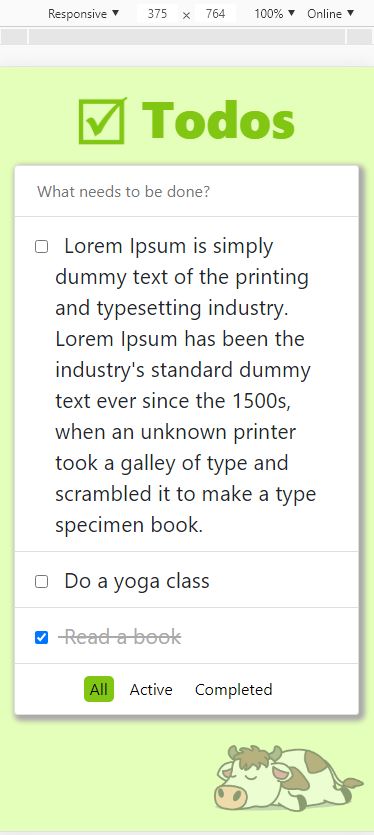 Responsive ▼ 375 × 764 100% ▼ Online ▼
Todos
What needs to be done?
Lorem Ipsum is simply
dummy text of the printing
and typesetting industry.
Lorem Ipsum has been the
industry's standard dummy
text ever since the 1500s,
when an unknown printer
took a galley of type and
scrambled it to make a type
specimen book.
Do a yoga class
Read a book
All Active Completed